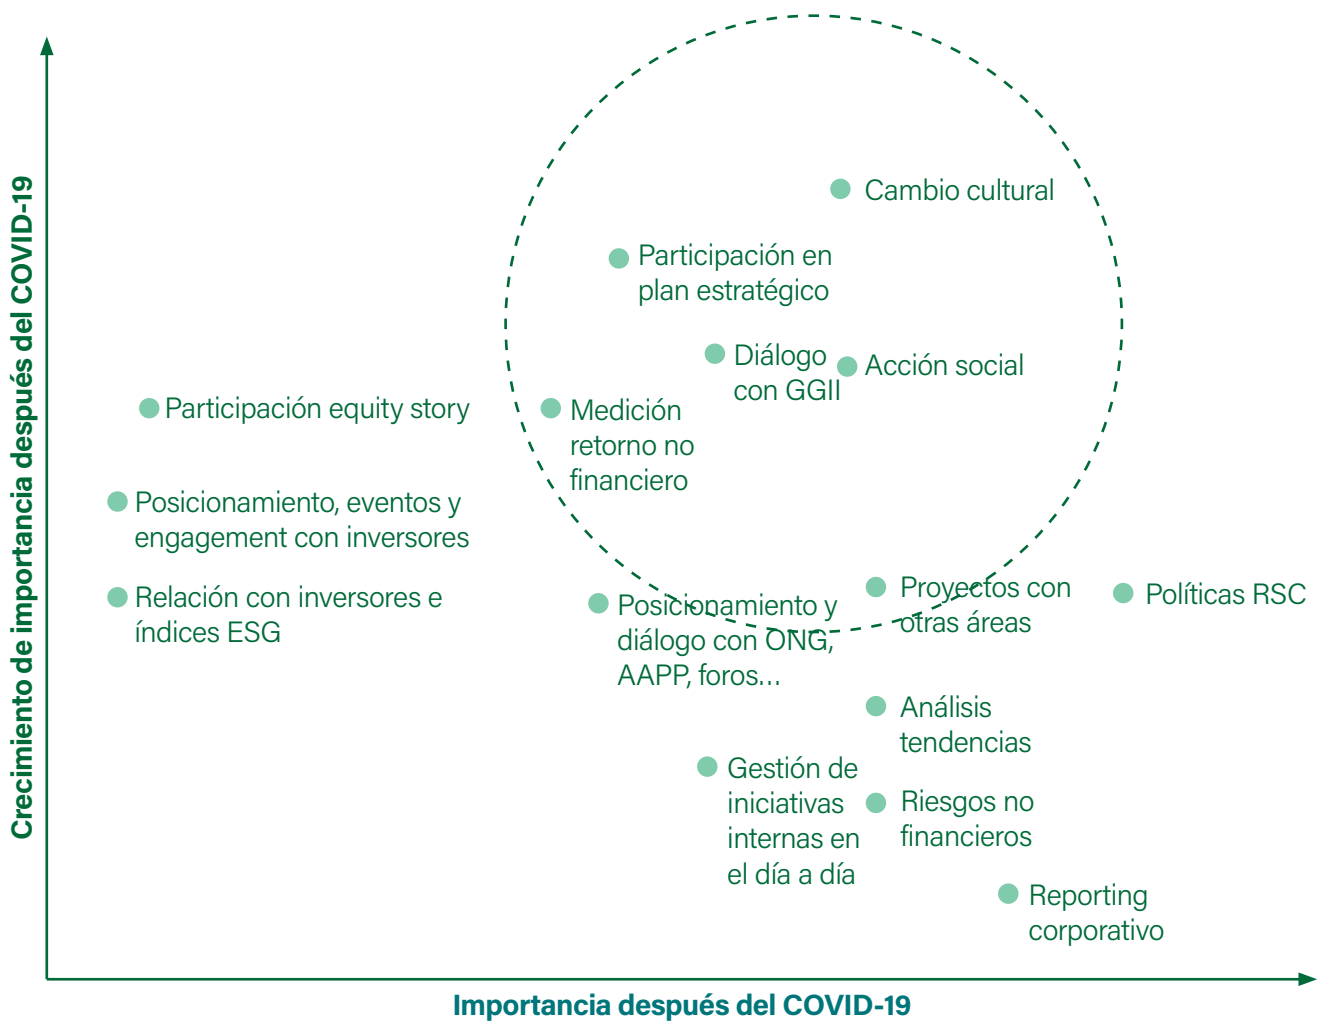 Crecimiento de importancia después del COVID-19
Cambio cultural
Participación en
plan estratégico
Diálogo
con GGII
Acción social
Participación equity story
Medición
retorno no
financiero
Posicionamiento, eventos y
engagement con inversores
Relación con inversores e
índices ESG
Posicionamiento y
diálogo con ONG,
AAPP, foros...
Proyectos con
otras áreas
Políticas RSC
Análisis
tendencias
Gestión de
iniciativas
internas en
el día a día
Riesgos no
financieros
Reporting
corporativo
Importancia después del COVID-19